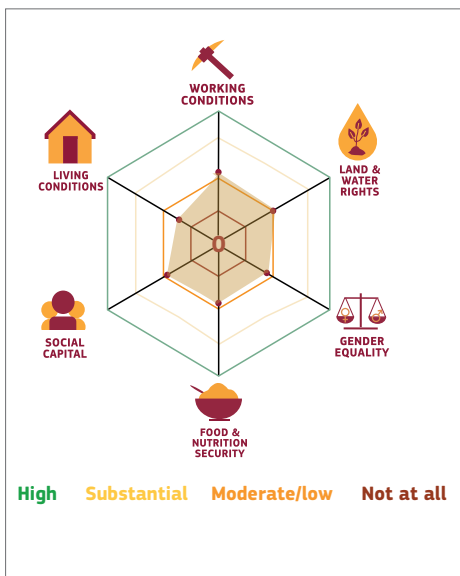 WORKING
CONDITIONS
LIVING
CONDITIONS
LAND &
WATER
RIGHTS
0
SOCIAL
CAPITAL
GENDER
EQUALITY
FOOD &
NUTRITION
SECURITY
High Substantial Moderate/low Not at all